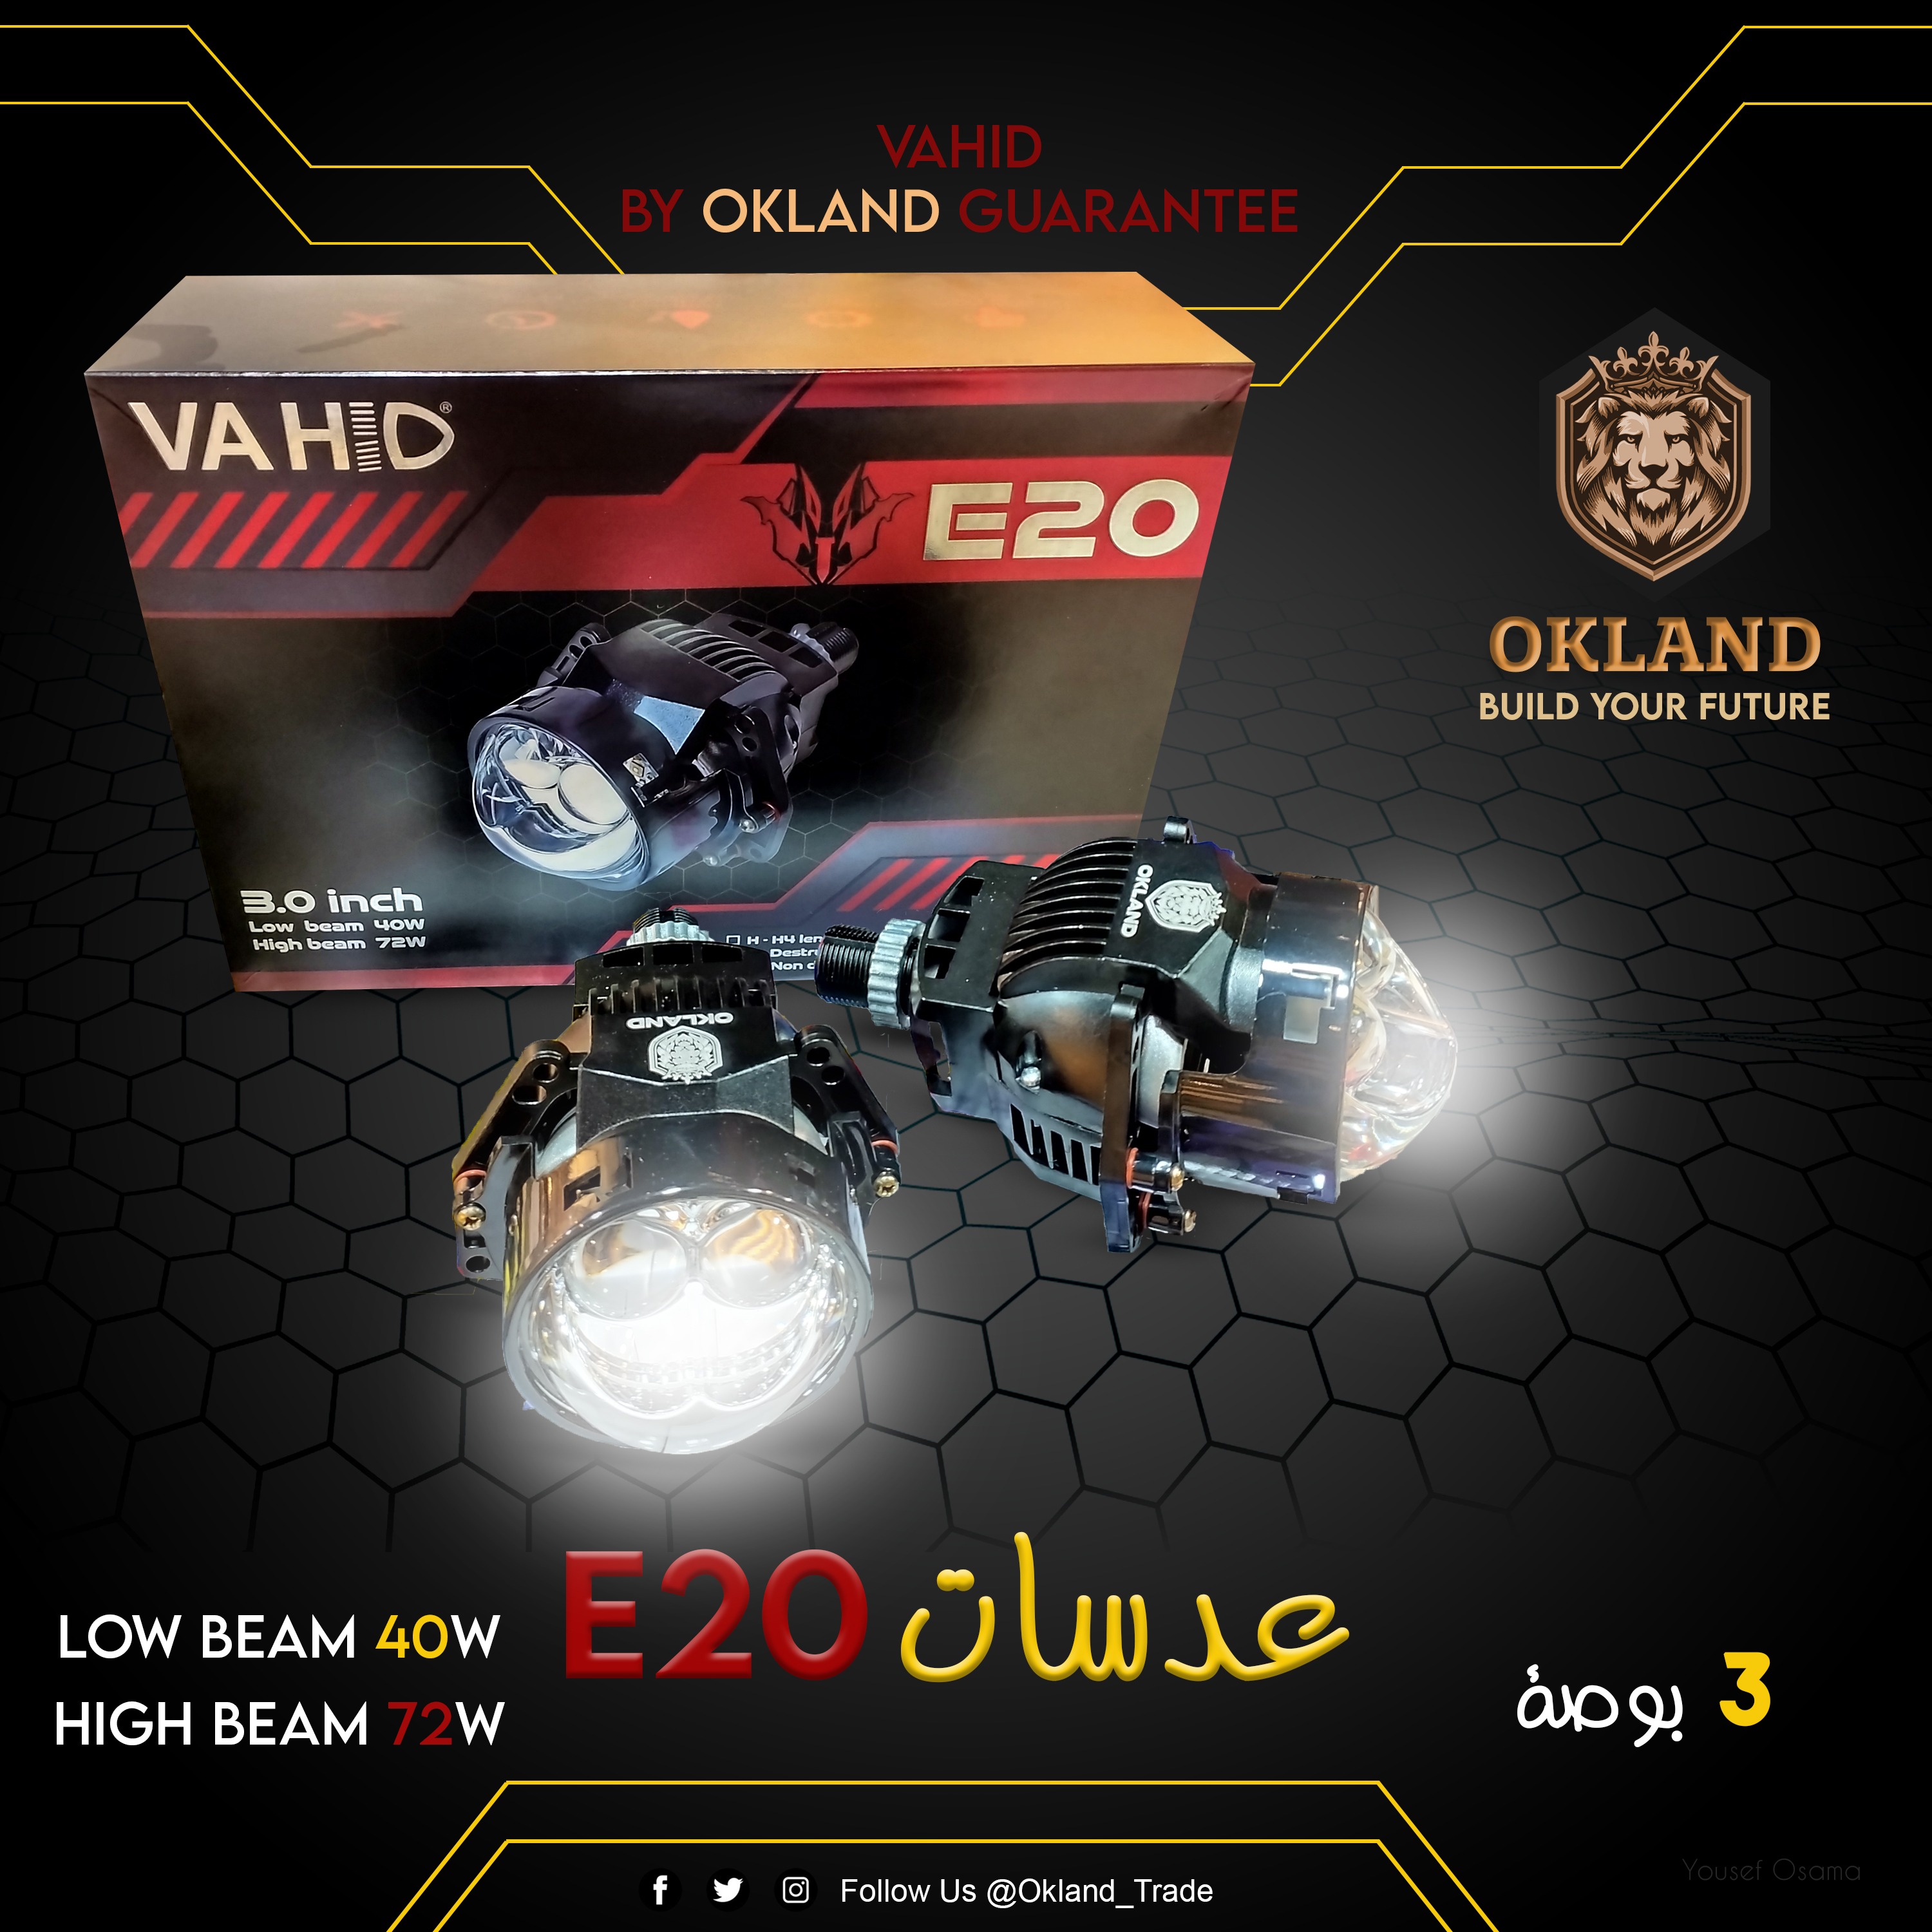 VAHID
BY OKLAND GUARANTEE
VAHID®
E20
3.0 inch
Low beam 40W
High beam 72W
H - H4
OKLAND
BUILD YOUR FUTURE
OKLAND
OKLAND
عدسات E20
LOW BEAM 40W
HIGH BEAM 72W
3 بوصة
Follow Us @Okland_Trade
Yousef Osama